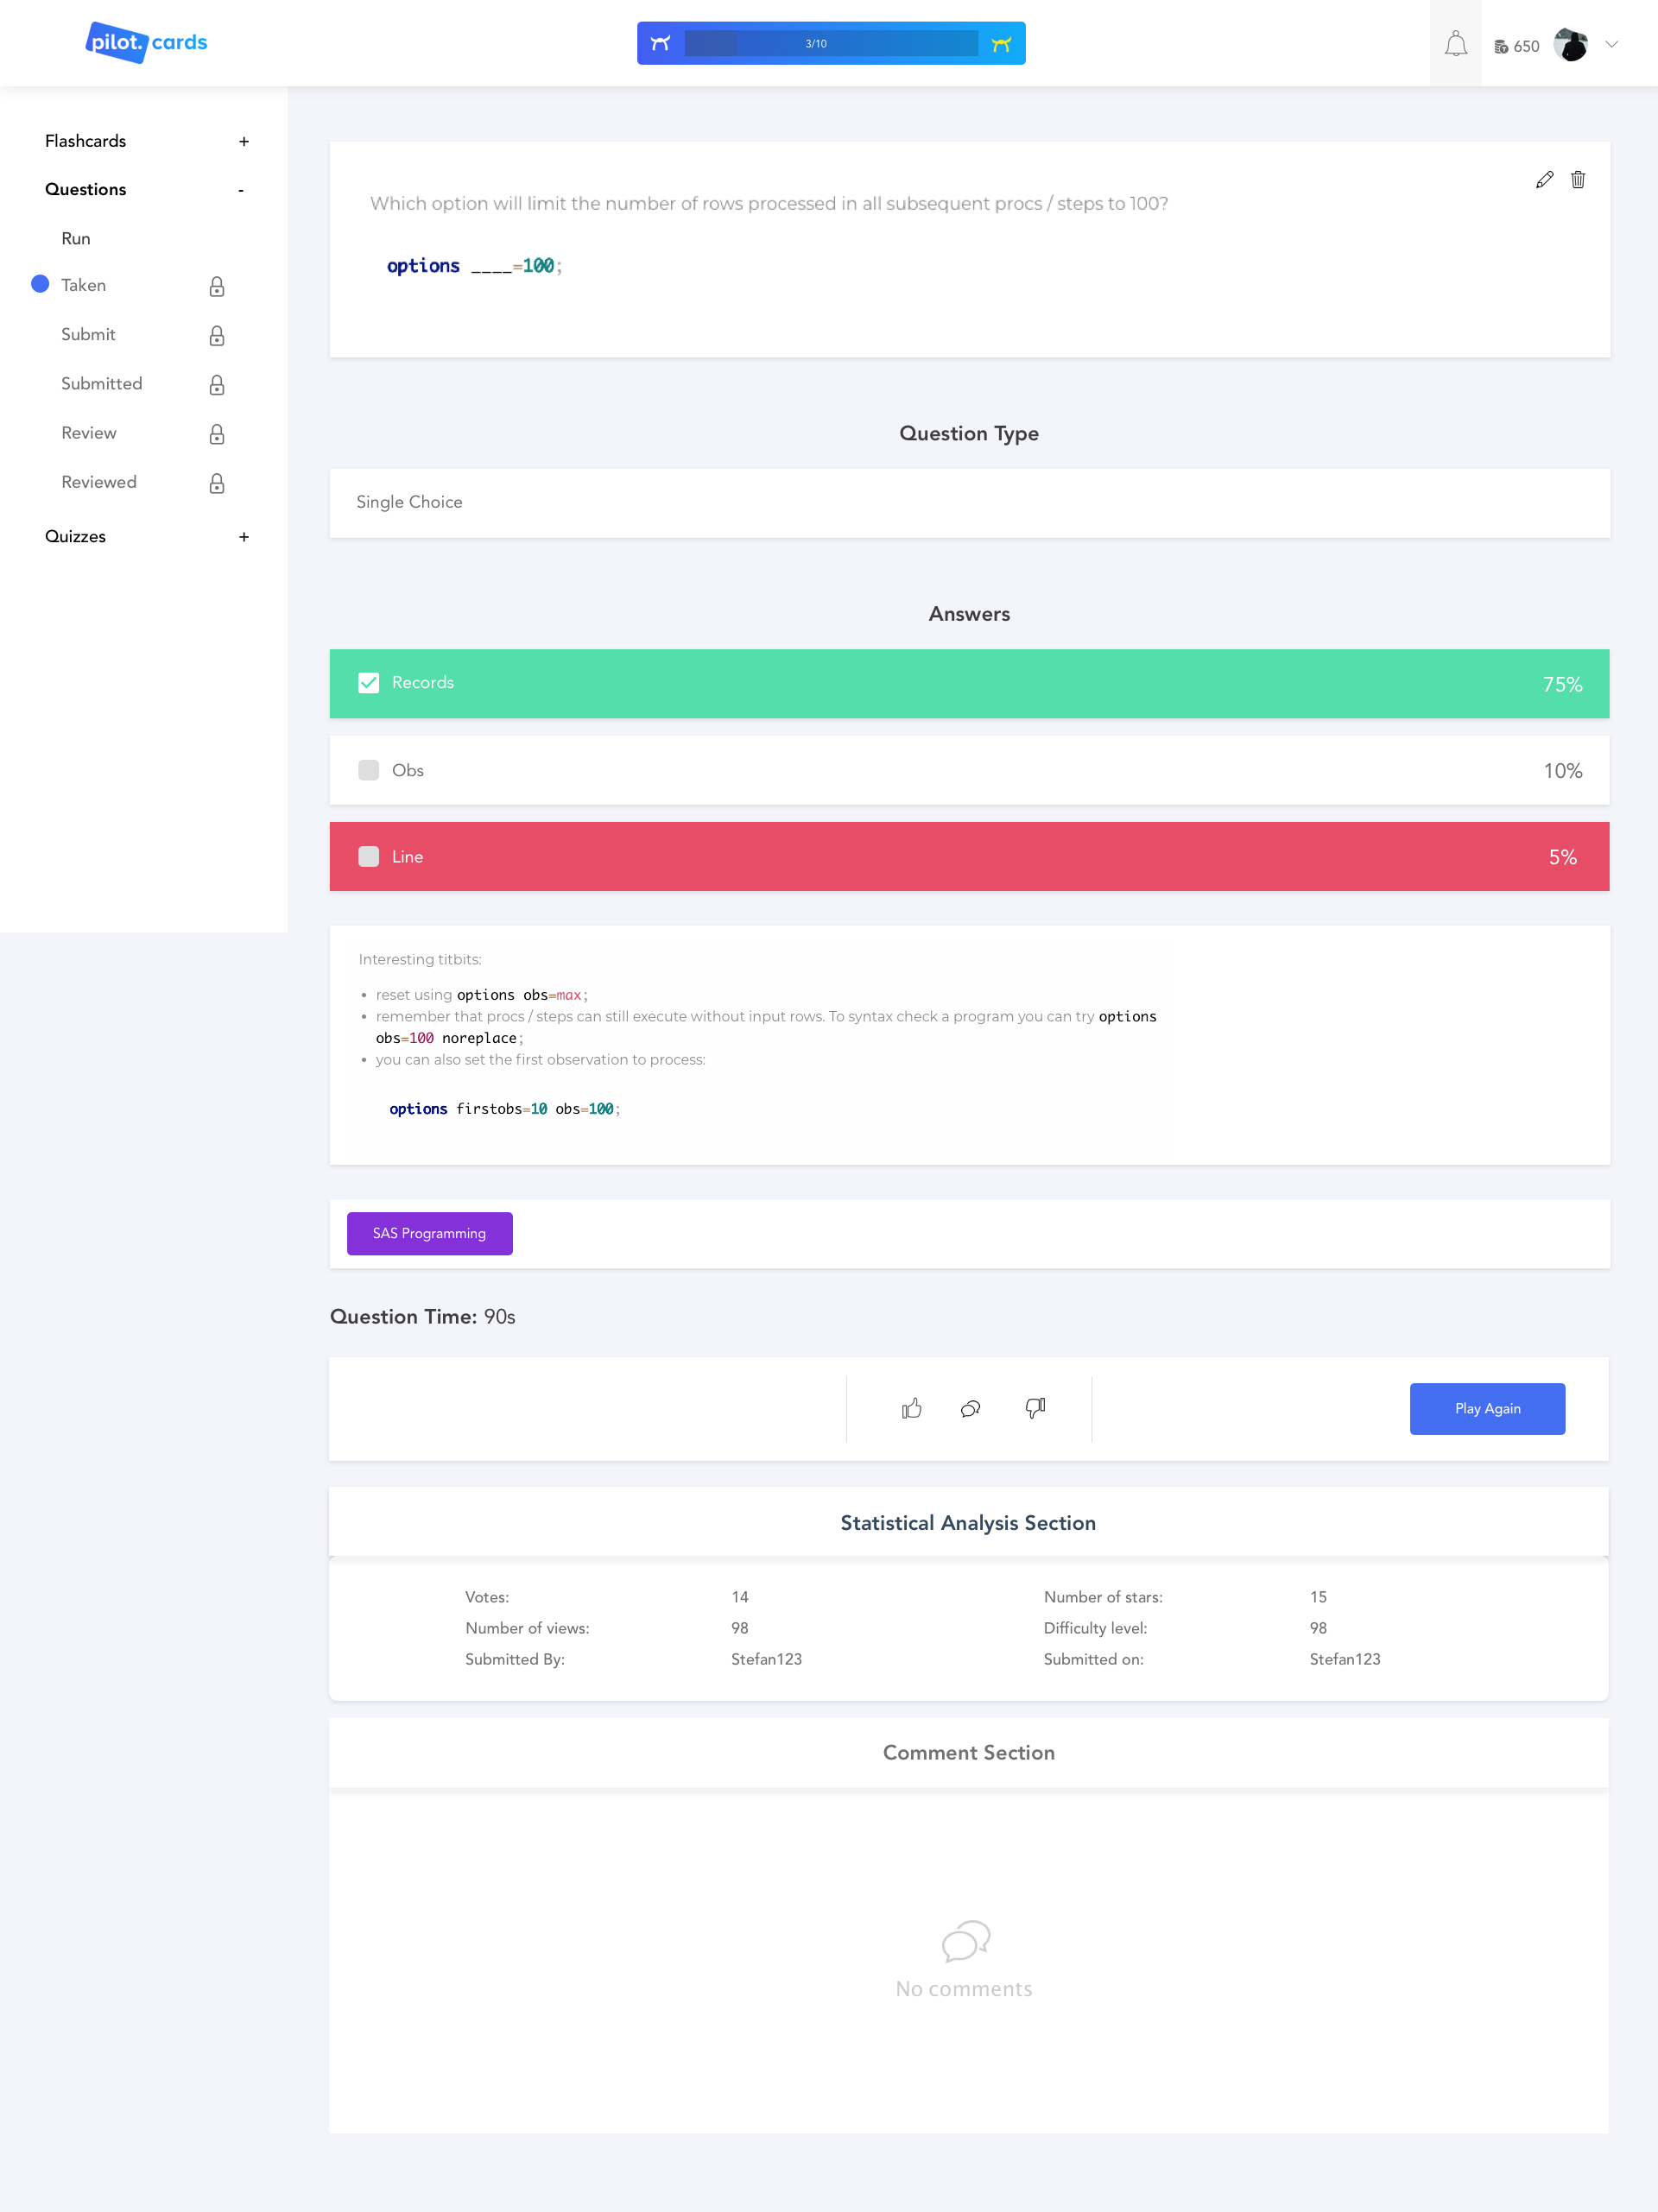 pilot. cards
3/10
650
Flashcards +
Questions -
Run
Taken
Submit
Submitted
Review
Reviewed
Quizzes +
Which option will limit the number of rows processed in all subsequent procs / steps to 100?
options ____=100;
Question Type
Single Choice
Answers
Records 75%
Obs 10%
Line 5%
Interesting titbits:
• reset using options obs=max;
• remember that procs / steps can still execute without input rows. To syntax check a program you can try options
obs=100 noreplace;
• you can also set the first observation to process:
options firstobs=10 obs=100;
SAS Programming
Question Time: 90s
Play Again
Statistical Analysis Section
Votes: 14 Number of stars: 15
Number of views: 98 Difficulty level: 98
Submitted By: Stefan123 Submitted on: Stefan123
Comment Section
No comments